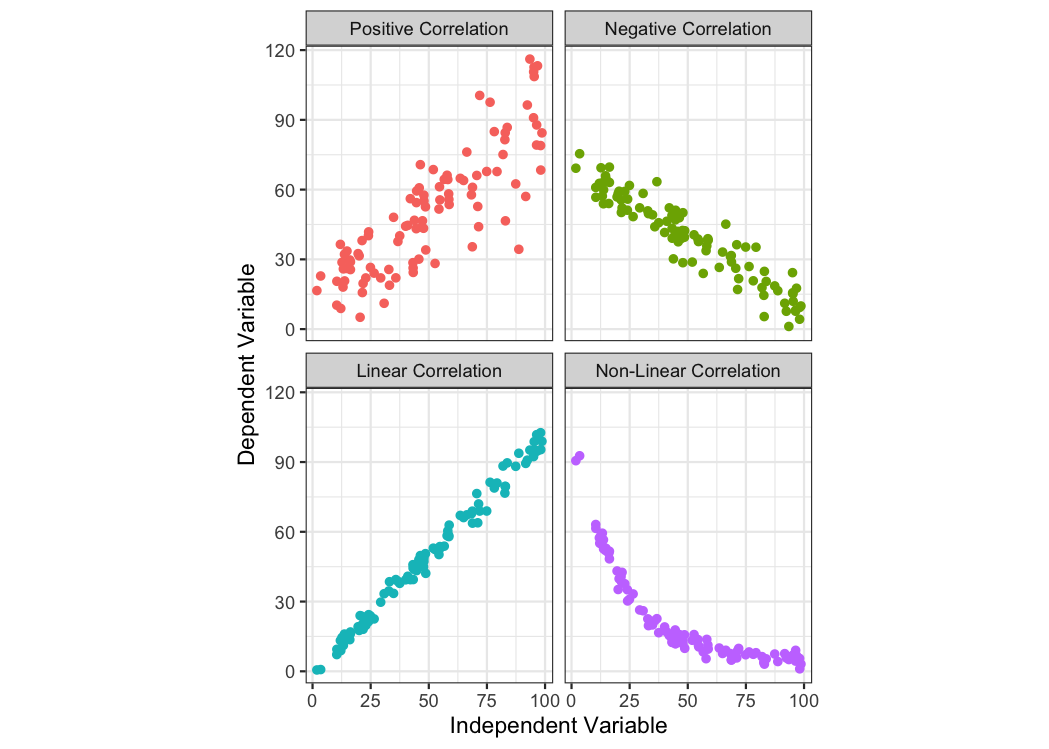 Positive Correlation
Negative Correlation
120
90
60
30
0
Linear Correlation
Non-Linear Correlation
120
90
60
30
0
0 25 50 75 100
0 25 50 75 100
Dependent Variable
Independent Variable